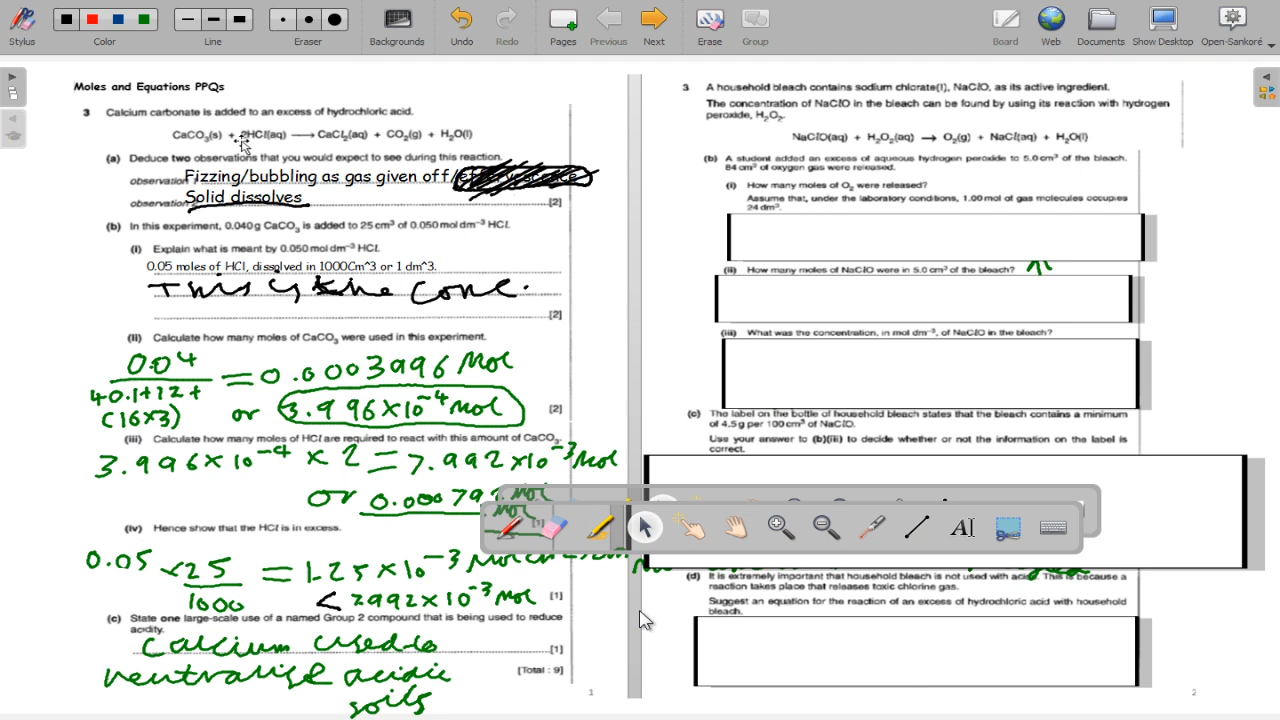 Stylus
Color
Line
Eraser
Backgrounds
Undo
Redo
Pages
Previous
Next
Erase
Group
Board
Web
Documents
Show Desktop
Open-Sankoré
Moles and Equations PPQs
3 Calcium carbonate is added to an excess of hydrochloric acid.
CaCO₃(s) + 2HCl(aq) ⟶ CaCl₂(aq) + CO₂(g) + H₂O(l)
(a) Deduce two observations that you would expect to see during this reaction.
observation Fizzing/bubbling as gas given off/
observation Solid dissolves
[2]
(b) In this experiment, 0.040 g CaCO₃ is added to 25 cm³ of 0.050 mol dm⁻³ HCl.
(i) Explain what is meant by 0.050 mol dm⁻³ HCl.
0.05 moles of HCl, dissolved in 1000Cm^3 or 1 dm^3.
This is the conc.
[2]
(ii) Calculate how many moles of CaCO₃ were used in this experiment.
0.04
= 0.0003996 Mol
40.1+12+
(16×3)
or 3.996×10⁻⁴ Mol
[2]
(iii) Calculate how many moles of HCl are required to react with this amount of CaCO₃.
3.996×10⁻⁴ × 2 = 7.992×10⁻³ Mol
or 0.000799 Mol
Mol
[1]
(iv) Hence show that the HCl is in excess.
0.05 × 25 = 1.25×10⁻³ Mol
1000
< 7.992×10⁻³ Mol
[1]
(c) State one large-scale use of a named Group 2 compound that is being used to reduce
acidity.
Calcium used to
[1]
neutralise acidic
soils
[Total : 9]
1
3 A household bleach contains sodium chlorate(I), NaClO, as its active ingredient.
The concentration of NaClO in the bleach can be found by using its reaction with hydrogen
peroxide, H₂O₂.
NaClO(aq) + H₂O₂(aq) → O₂(g) + NaCl(aq) + H₂O(l)
(b) A student added an excess of aqueous hydrogen peroxide to 5.0 cm³ of the bleach.
84 cm³ of oxygen gas were released.
(i) How many moles of O₂ were released?
Assume that, under the laboratory conditions, 1.00 mol of gas molecules occupies
24 dm³.
(ii) How many moles of NaClO were in 5.0 cm³ of the bleach?
(iii) What was the concentration, in mol dm⁻³, of NaClO in the bleach?
(c) The label on the bottle of household bleach states that the bleach contains a minimum
of 4.5 g per 100 cm³ of NaClO.
Use your answer to (b)(iii) to decide whether or not the information on the label is
correct.
(d) It is extremely important that household bleach is not used with acid. This is because a
reaction takes place that releases toxic chlorine gas.
Suggest an equation for the reaction of an excess of hydrochloric acid with household
bleach.
2